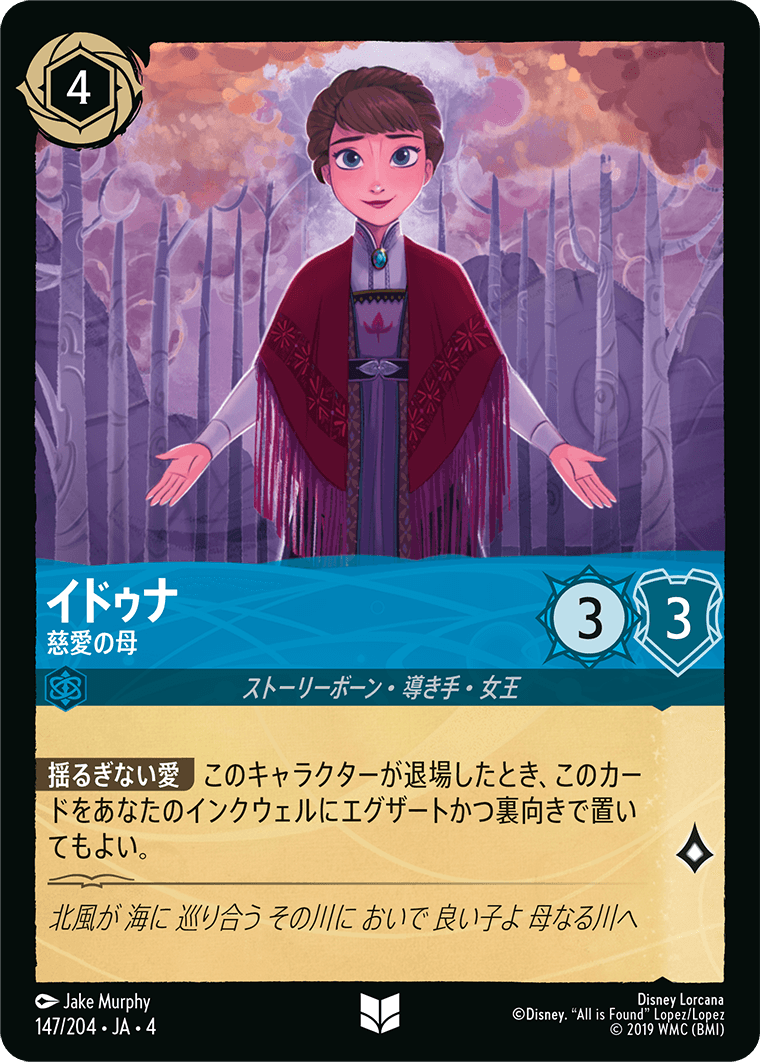 4
イドゥナ
慈愛の母
3
3
ストーリーボーン・導き手・女王
揺るぎない愛 このキャラクターが退場したとき、このカー
ドをあなたのインクウェルにエグザートかつ裏向きで置い
てもよい。
北風が 海に 巡り合う その川に おいで 良い子よ 母なる川へ
Jake Murphy
147/204・JA・4
Disney Lorcana
©Disney. “All is Found” Lopez/Lopez
© 2019 WMC (BMI)